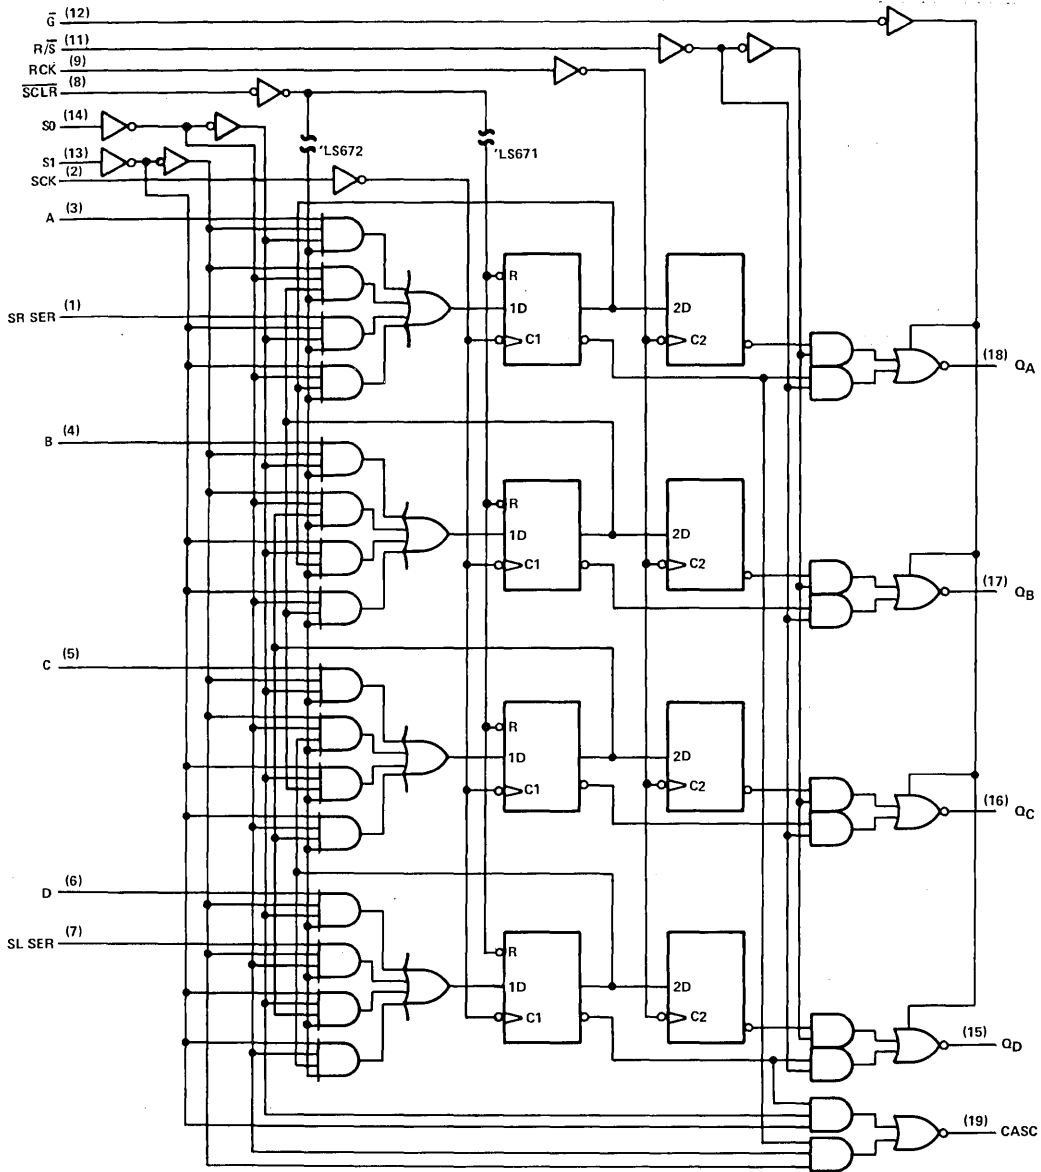 G̅ (12)
R/S̅ (11)
RCK (9)
S̅C̅L̅R̅ (8)
S0 (14)
'LS672 'LS671
S1 (13)
SCK (2)
A (3)
R
1D 2D
SR SER (1)
C1 C2
(18) QA
B (4)
R
1D 2D
C1 C2
(17) QB
C (5)
R
1D 2D
C1 C2
(16) QC
D (6)
SL SER (7)
R
1D 2D
C1 C2
(15) QD
(19) CASC